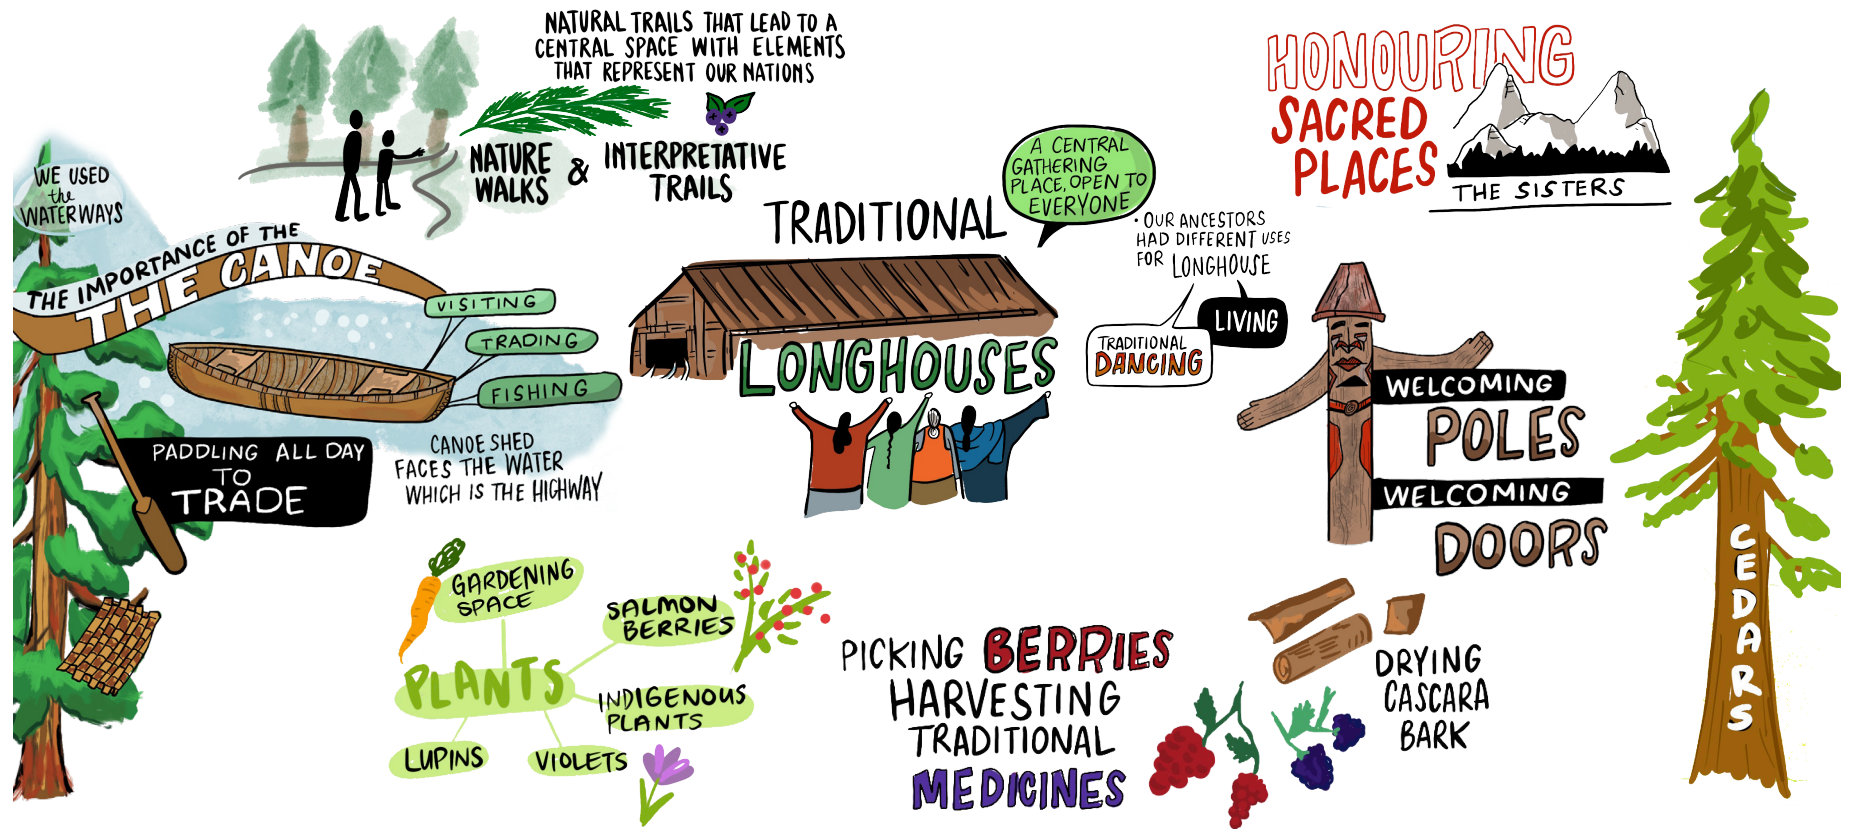 NATURAL TRAILS THAT LEAD TO A
CENTRAL SPACE WITH ELEMENTS
THAT REPRESENT OUR NATIONS
NATURE
WALKS
&
INTERPRETATIVE
TRAILS
HONOURING
SACRED
PLACES
THE SISTERS
WE USED
the
WATERWAYS
THE IMPORTANCE OF THE
THE CANOE
VISITING
TRADING
FISHING
PADDLING ALL DAY
TO
TRADE
CANOE SHED
FACES THE WATER
WHICH IS THE HIGHWAY
TRADITIONAL
LONGHOUSES
A CENTRAL
GATHERING
PLACE, OPEN TO
EVERYONE
• OUR ANCESTORS
HAD DIFFERENT USES
FOR LONGHOUSE
LIVING
TRADITIONAL
DANCING
WELCOMING
POLES
WELCOMING
DOORS
CEDARS
GARDENING
SPACE
SALMON
BERRIES
PLANTS
INDIGENOUS
PLANTS
LUPINS
VIOLETS
PICKING BERRIES
HARVESTING
TRADITIONAL
MEDICINES
DRYING
CASCARA
BARK